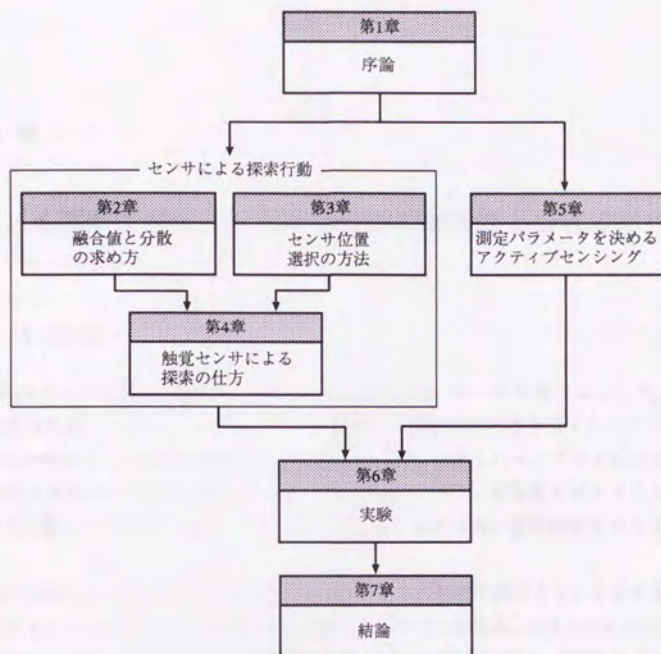 第1章
序論
センサによる探索行動
第2章
融合値と分散
の求め方
第3章
センサ位置
選択の方法
第5章
測定パラメータを決める
アクティブセンシング
第4章
触覚センサによる
探索の仕方
第6章
実験
第7章
結論